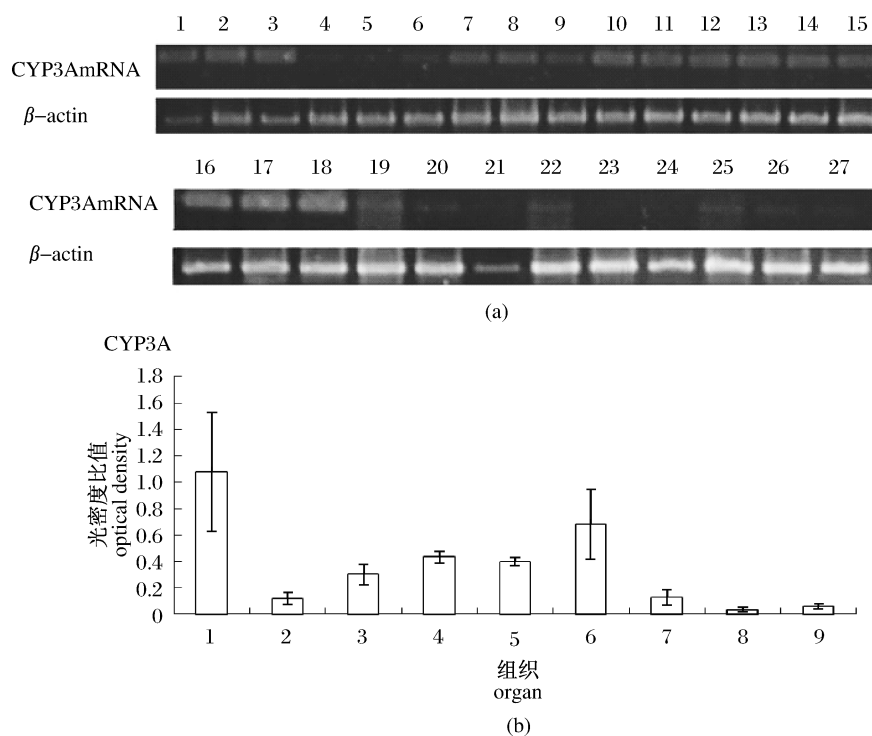 1 2 3 4 5 6 7 8 9 10 11 12 13 14 15
CYP3AmRNA
β-actin
16 17 18 19 20 21 22 23 24 25 26 27
CYP3AmRNA
β-actin
(a)
CYP3A
1.8
1.6
1.4
1.2
1.0
0.8
0.6
0.4
0.2
0
光密度比值
optical density
1 2 3 4 5 6 7 8 9
组织
organ
(b)